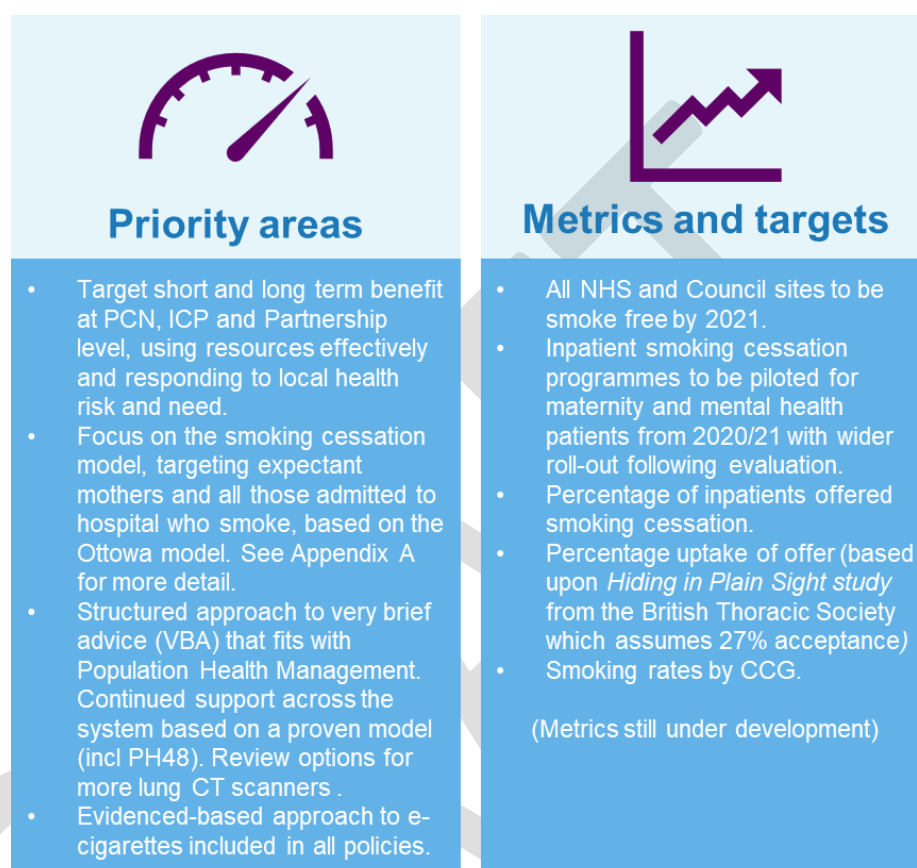 Priority areas
• Target short and long term benefit
at PCN, ICP and Partnership
level, using resources effectively
and responding to local health
risk and need.
• Focus on the smoking cessation
model, targeting expectant
mothers and all those admitted to
hospital who smoke, based on the
Ottowa model. See Appendix A
for more detail.
• Structured approach to very brief
advice (VBA) that fits with
Population Health Management.
Continued support across the
system based on a proven model
(incl PH48). Review options for
more lung CT scanners .
• Evidenced-based approach to e-
cigarettes included in all policies.
Metrics and targets
• All NHS and Council sites to be
smoke free by 2021.
• Inpatient smoking cessation
programmes to be piloted for
maternity and mental health
patients from 2020/21 with wider
roll-out following evaluation.
• Percentage of inpatients offered
smoking cessation.
• Percentage uptake of offer (based
upon Hiding in Plain Sight study
from the British Thoracic Society
which assumes 27% acceptance)
• Smoking rates by CCG.
(Metrics still under development)